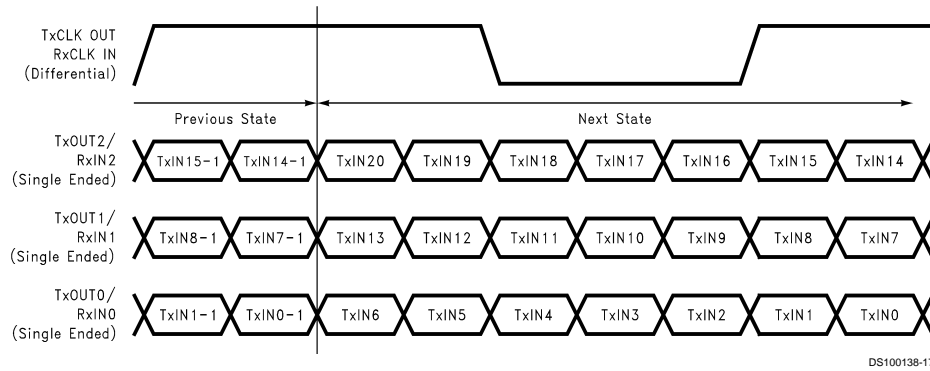 TxCLK OUT
RxCLK IN
(Differential)
Previous State
Next State
TxOUT2/
RxIN2
(Single Ended)
TxIN15-1 TxIN14-1 TxIN20 TxIN19 TxIN18 TxIN17 TxIN16 TxIN15 TxIN14
TxOUT1/
RxIN1
(Single Ended)
TxIN8-1 TxIN7-1 TxIN13 TxIN12 TxIN11 TxIN10 TxIN9 TxIN8 TxIN7
TxOUT0/
RxIN0
(Single Ended)
TxIN1-1 TxIN0-1 TxIN6 TxIN5 TxIN4 TxIN3 TxIN2 TxIN1 TxIN0
DS100138-17